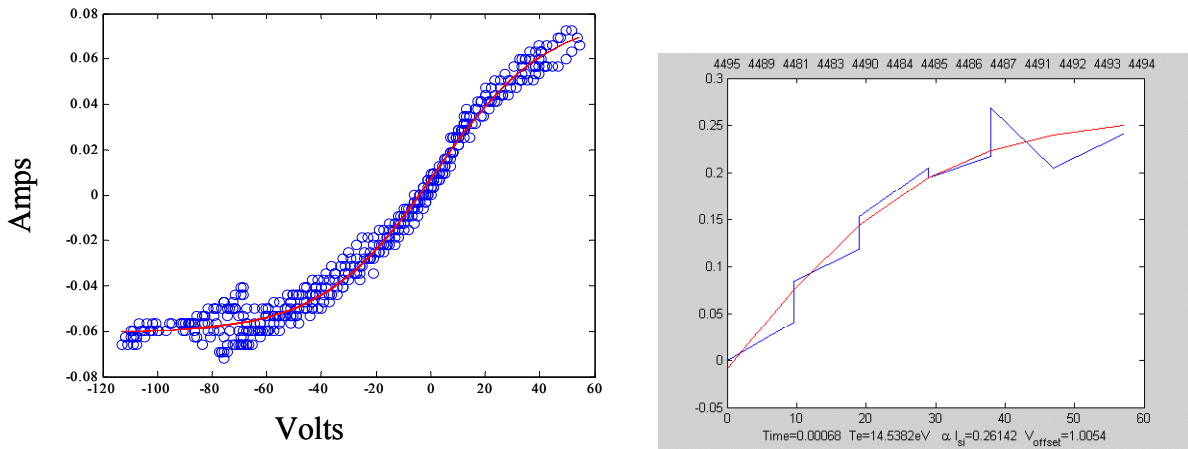 0.08
0.06
0.04
0.02
0
-0.02
-0.04
-0.06
-0.08
-120 -100 -80 -60 -40 -20 0 20 40 60
Amps
Volts
4495 4489 4481 4483 4490 4484 4485 4486 4487 4491 4492 4493 4494
0.3
0.25
0.2
0.15
0.1
0.05
0
-0.05
0 10 20 30 40 50 60
Time=0.00068 Te=14.5382eV α I_si=0.26142 V_offset=1.0054